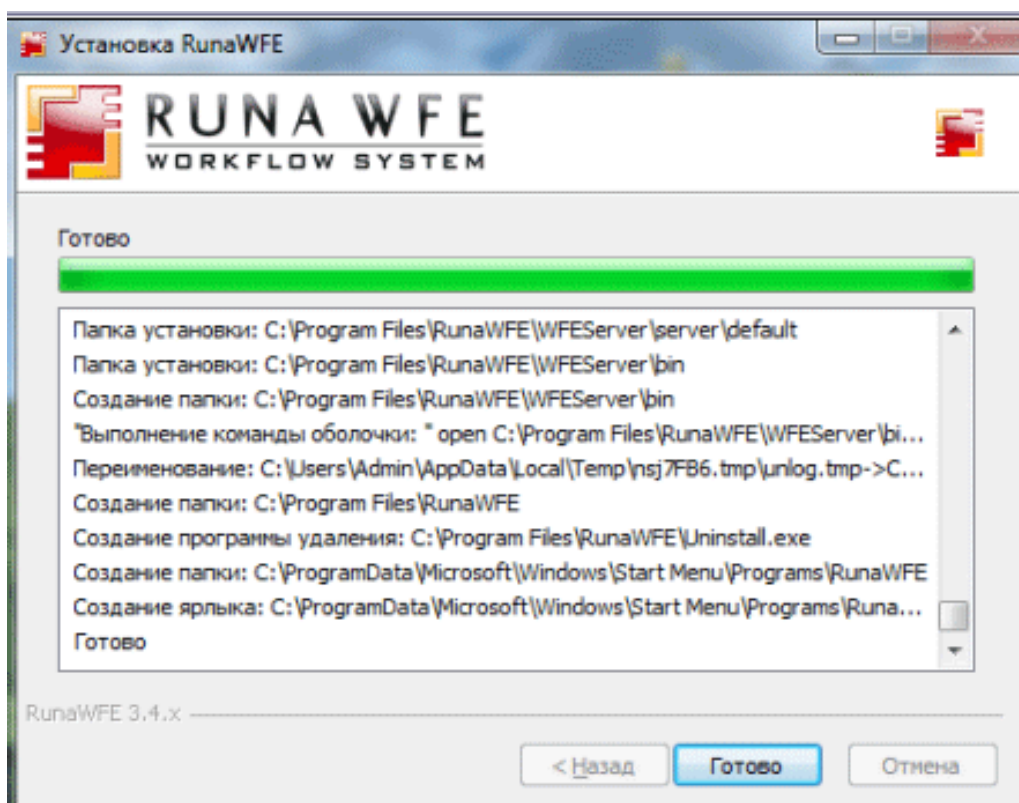 Установка RunaWFE
RUNA WFE
WORKFLOW SYSTEM
Готово
Папка установки: C:\Program Files\RunaWFE\WFEServer\server\default
Папка установки: C:\Program Files\RunaWFE\WFEServer\bin
Создание папки: C:\Program Files\RunaWFE\WFEServer\bin
"Выполнение команды оболочки: " open C:\Program Files\RunaWFE\WFEServer\bi...
Переименование: C:\Users\Admin\AppData\Local\Temp\nsj7FB6.tmp\unlog.tmp->C...
Создание папки: C:\Program Files\RunaWFE
Создание программы удаления: C:\Program Files\RunaWFE\Uninstall.exe
Создание папки: C:\ProgramData\Microsoft\Windows\Start Menu\Programs\RunaWFE
Создание ярлыка: C:\ProgramData\Microsoft\Windows\Start Menu\Programs\Runa...
Готово
RunaWFE 3.4.x
< Назад Готово Отмена